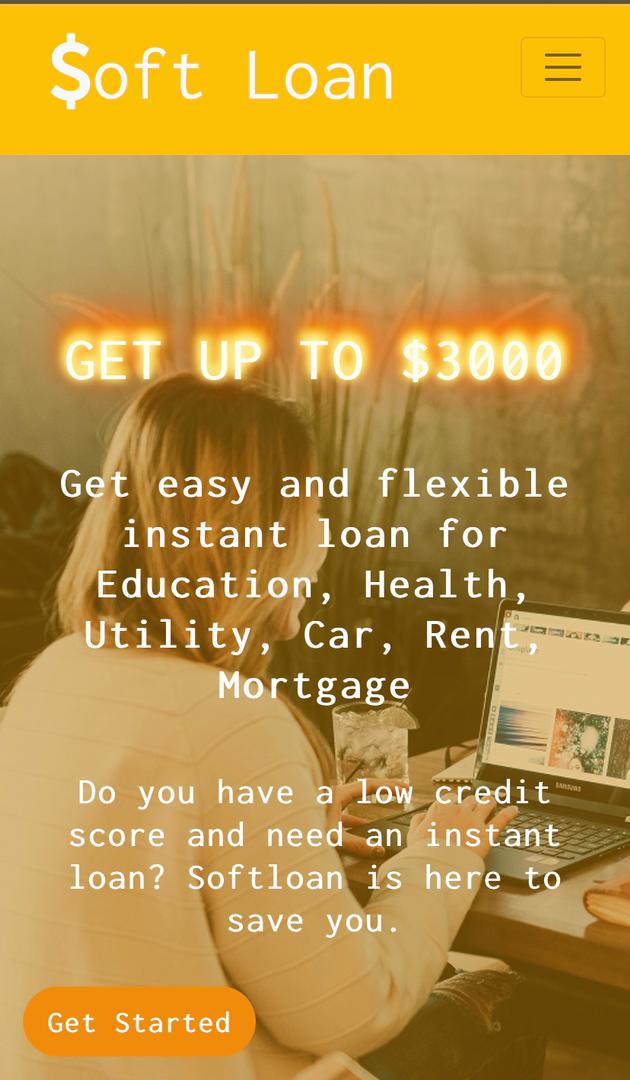 $oft Loan
GET UP TO $3000
Get easy and flexible
instant loan for
Education, Health,
Utility, Car, Rent,
Mortgage
SAMSUNG
Do you have a low credit
score and need an instant
loan? Softloan is here to
save you.
Get Started